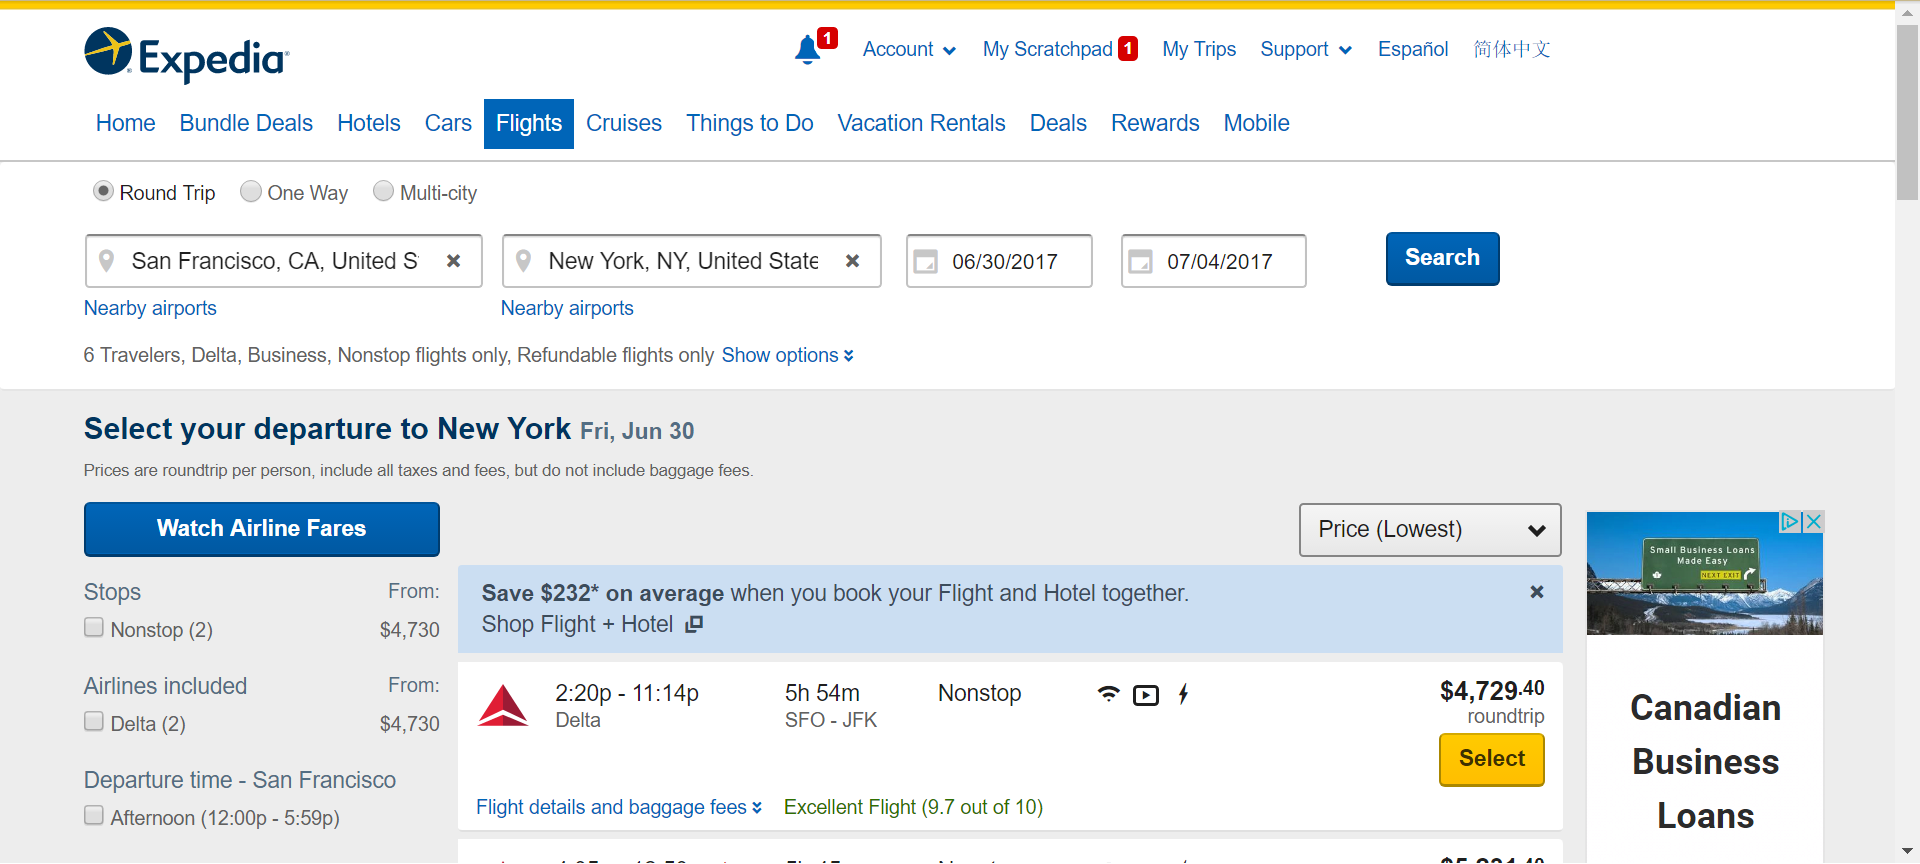 Expedia
1
Account
My Scratchpad 1
My Trips
Support
Español
简体中文
Home
Bundle Deals
Hotels
Cars
Flights
Cruises
Things to Do
Vacation Rentals
Deals
Rewards
Mobile
Round Trip
One Way
Multi-city
San Francisco, CA, United S
New York, NY, United State
06/30/2017
07/04/2017
Search
Nearby airports
Nearby airports
6 Travelers, Delta, Business, Nonstop flights only, Refundable flights only Show options
Select your departure to New York Fri, Jun 30
Prices are roundtrip per person, include all taxes and fees, but do not include baggage fees.
Watch Airline Fares
Price (Lowest)
Stops From:
Nonstop (2) $4,730
Airlines included From:
Delta (2) $4,730
Departure time - San Francisco
Afternoon (12:00p - 5:59p)
Save $232* on average when you book your Flight and Hotel together.
Shop Flight + Hotel
2:20p - 11:14p 5h 54m Nonstop $4,729.40
Delta SFO - JFK roundtrip
Select
Flight details and baggage fees Excellent Flight (9.7 out of 10)
Small Business Loans
Made Easy
NEXT EXIT
Canadian
Business
Loans